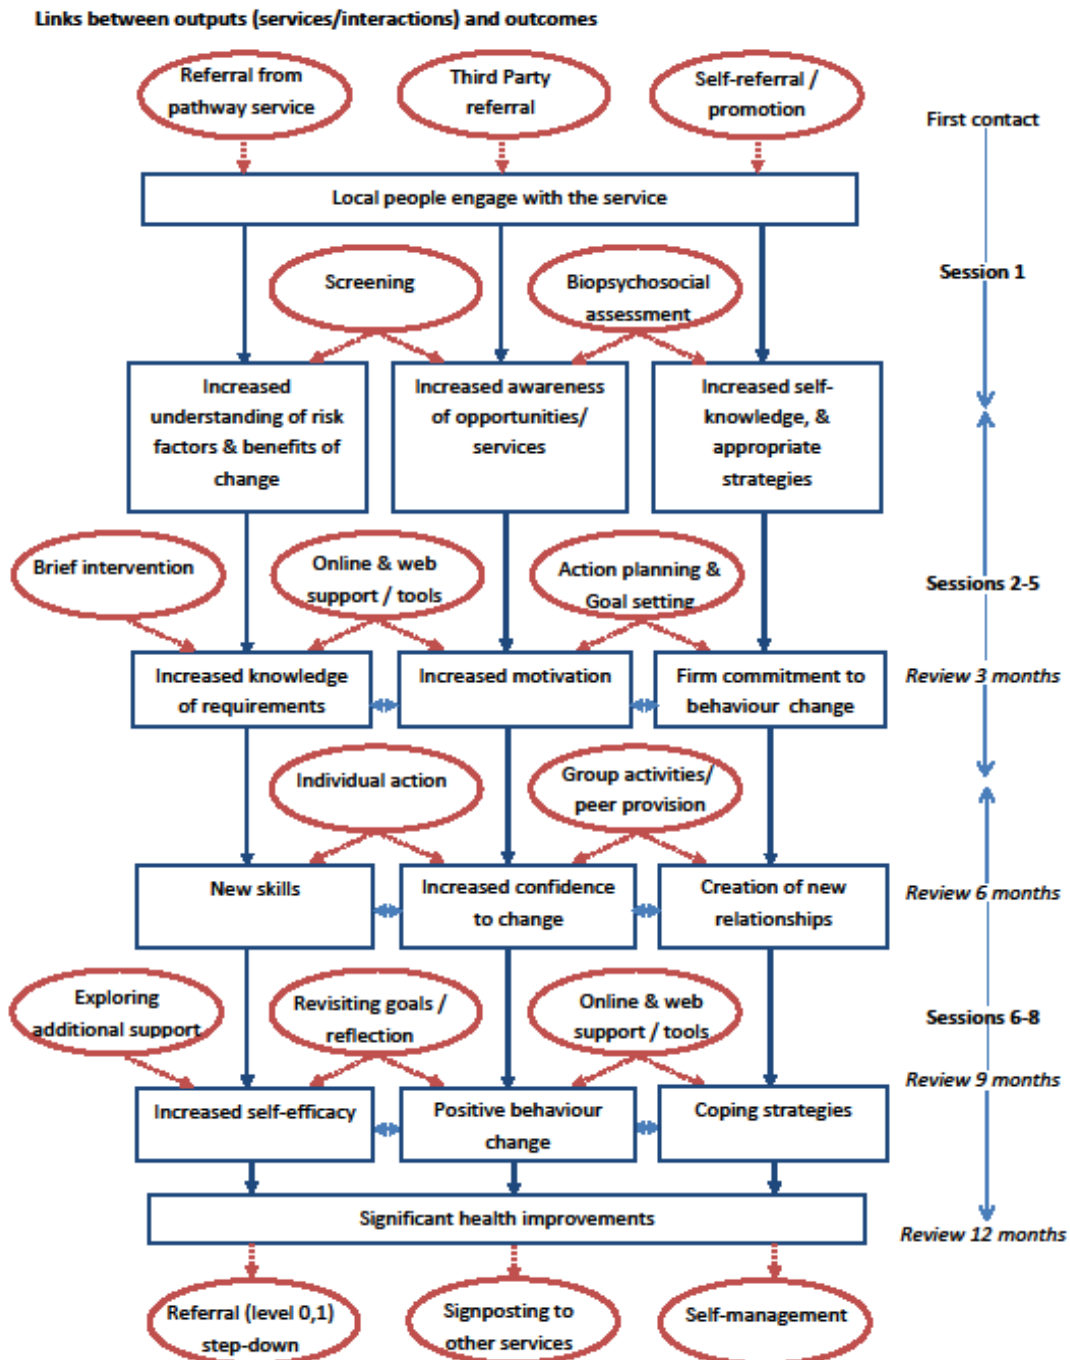 Links between outputs (services/interactions) and outcomes
Referral from
pathway service
Third Party
referral
Self-referral /
promotion
First contact
Local people engage with the service
Screening
Biopsychosocial
assessment
Session 1
Increased
understanding of risk
factors & benefits of
change
Increased awareness
of opportunities/
services
Increased self-
knowledge, &
appropriate
strategies
Brief intervention
Online & web
support / tools
Action planning &
Goal setting
Sessions 2-5
Increased knowledge
of requirements
Increased motivation
Firm commitment to
behaviour change
Review 3 months
Individual action
Group activities/
peer provision
New skills
Increased confidence
to change
Creation of new
relationships
Review 6 months
Exploring
additional support
Revisiting goals /
reflection
Online & web
support / tools
Sessions 6-8
Increased self-efficacy
Positive behaviour
change
Coping strategies
Review 9 months
Significant health improvements
Review 12 months
Referral (level 0,1)
step-down
Signposting to
other services
Self-management